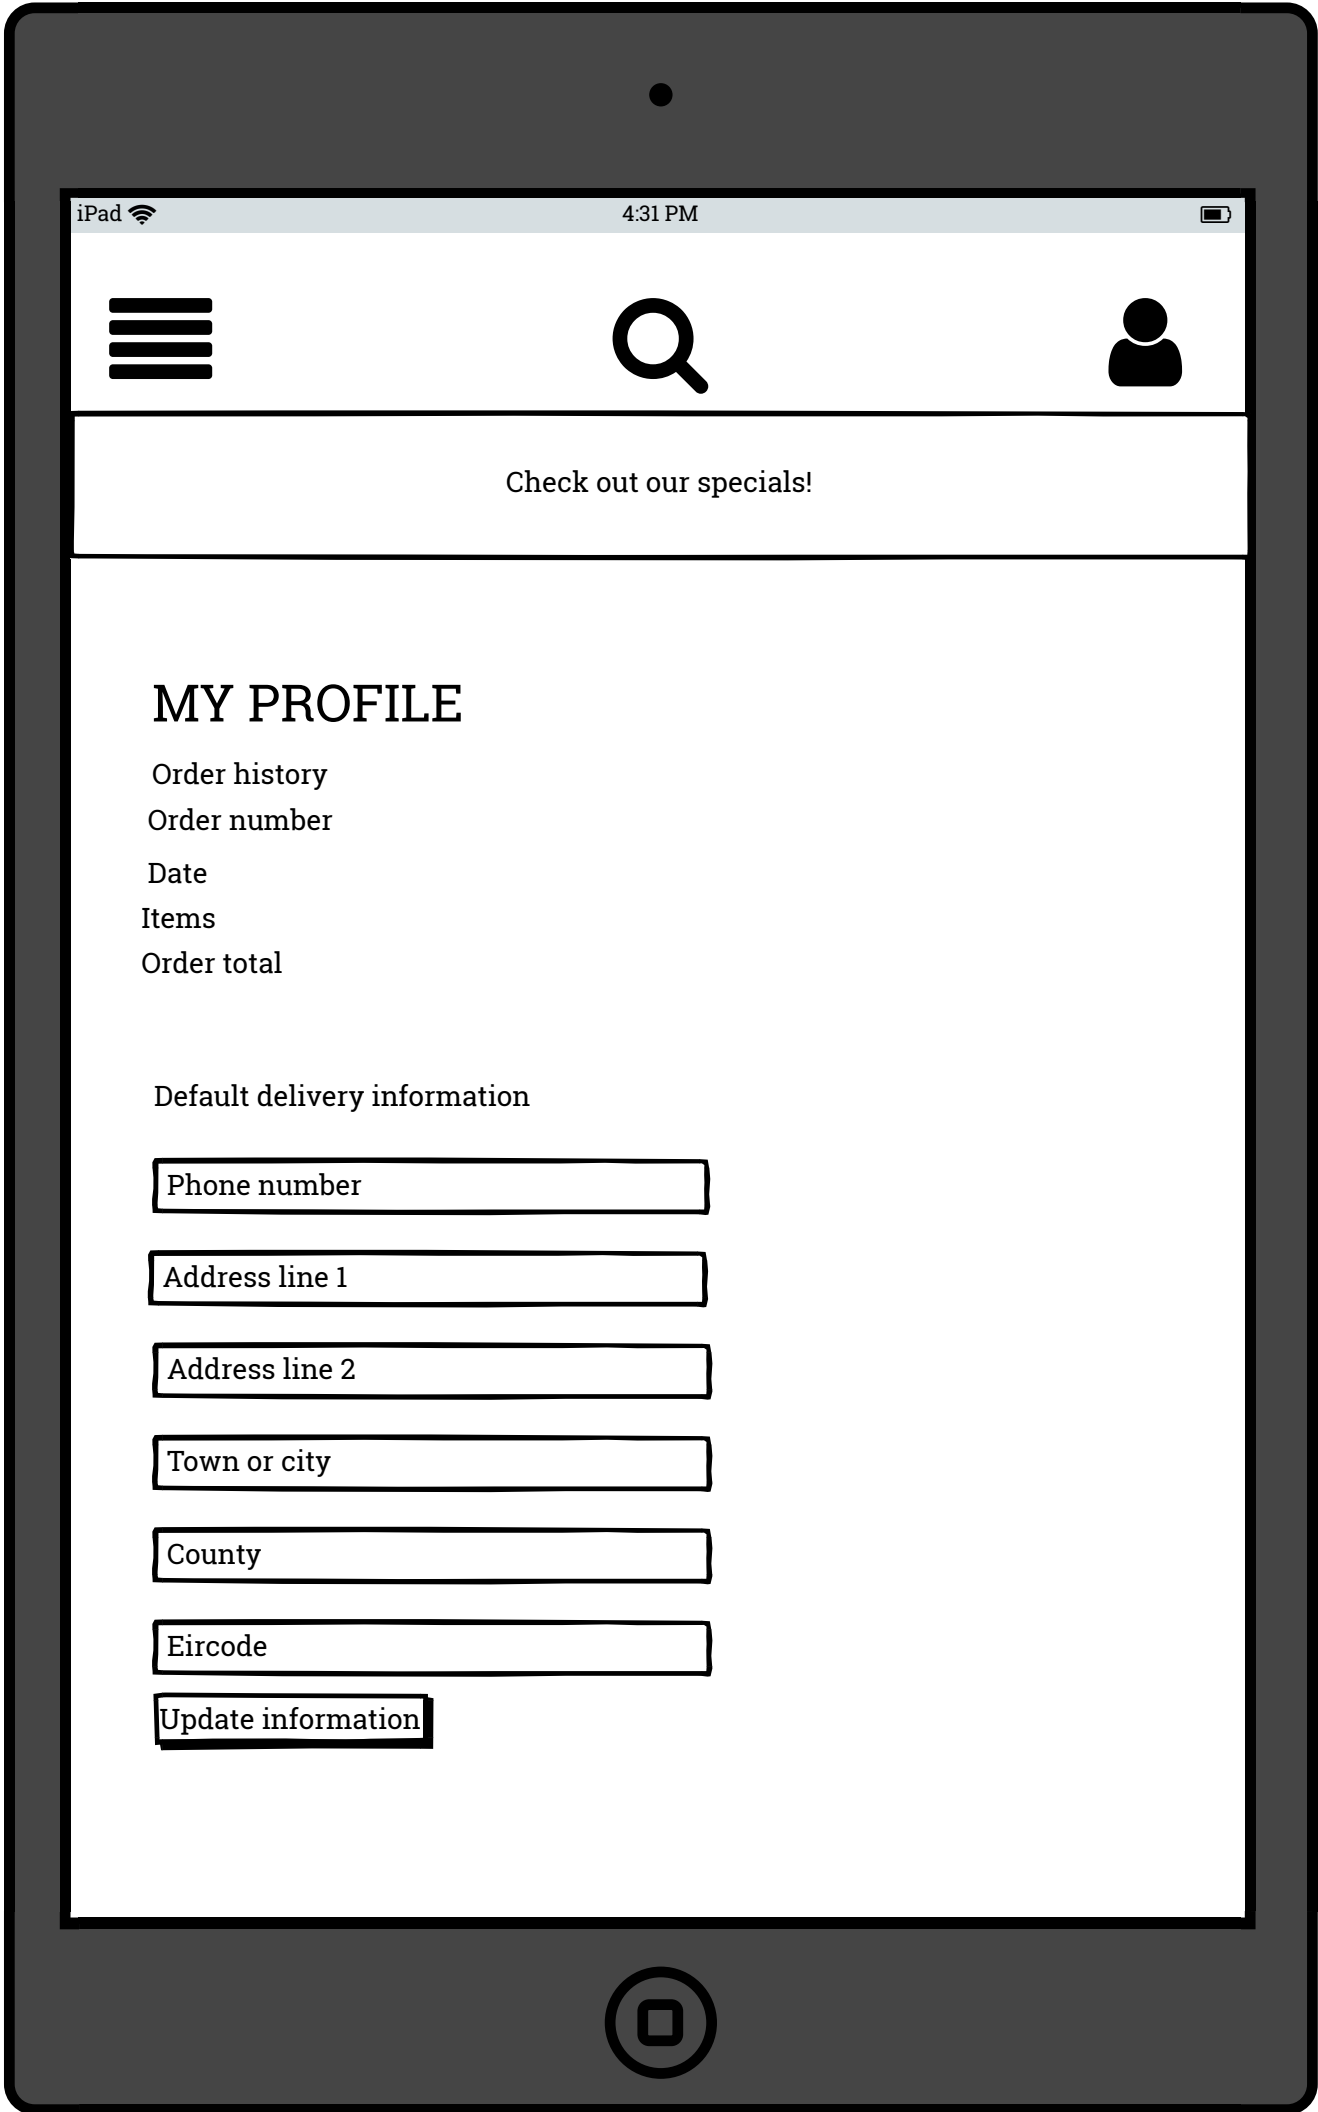 iPad 4:31 PM
Check out our specials!
MY PROFILE
Order history
Order number
Date
Items
Order total
Default delivery information
Phone number
Address line 1
Address line 2
Town or city
County
Eircode
Update information